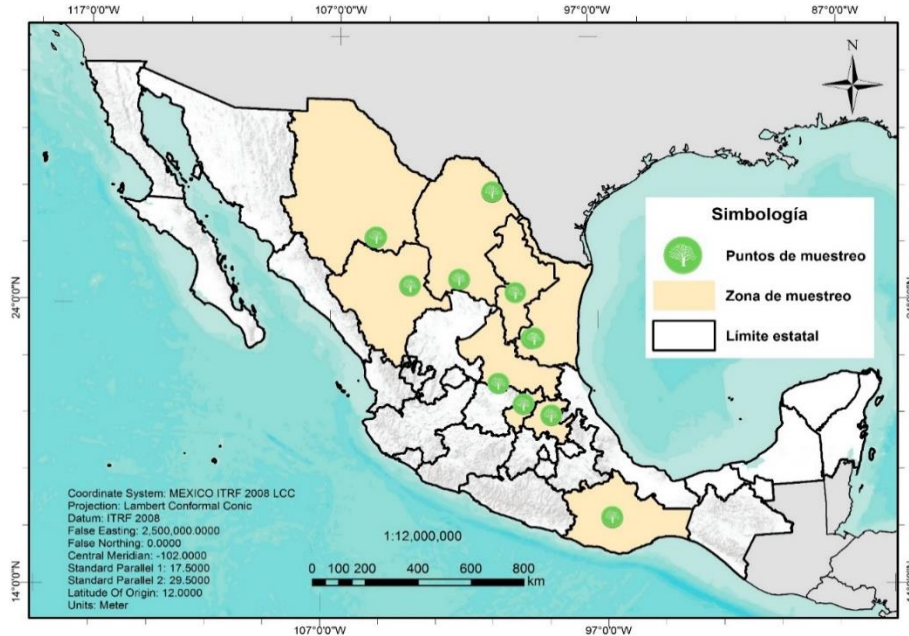 117°0'0"W
107°0'0"W
97°0'0"W
87°0'0"W
N
Simbología
Puntos de muestreo
Zona de muestreo
Límite estatal
24°0'0"N
14°0'0"N
14°0'0"N
Coordinate System: MEXICO ITRF 2008 LCC
Projection: Lambert Conformal Conic
Datum: ITRF 2008
False Easting: 2,500,000.0000
False Northing: 0.0000
Central Meridian: -102.0000
Standard Parallel 1: 17.5000
Standard Parallel 2: 29.5000
Latitude Of Origin: 12.0000
Units: Meter
1:12,000,000
0 100 200 400 600 800
km
107°0'0"W
97°0'0"W